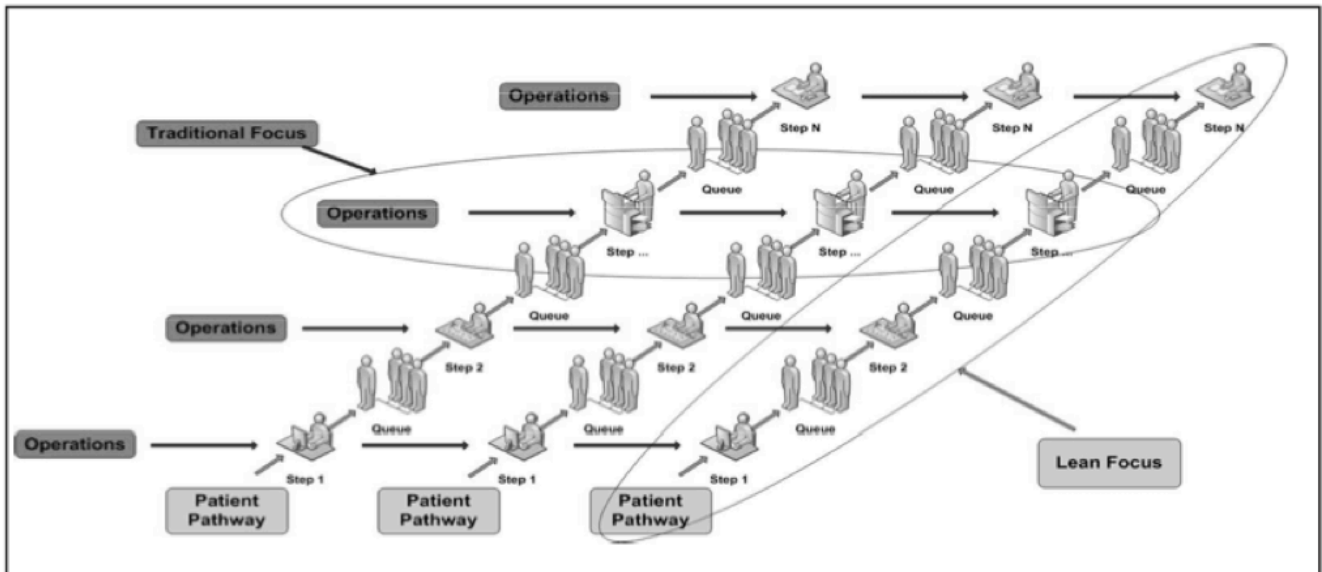 Operations
Step N
Step N
Step N
Traditional Focus
Queue
Queue
Queue
Operations
Step ...
Step ...
Step ...
Queue
Queue
Queue
Operations
Step 2
Step 2
Step 2
Queue
Queue
Queue
Operations
Step 1
Step 1
Step 1
Lean Focus
Patient
Pathway
Patient
Pathway
Patient
Pathway